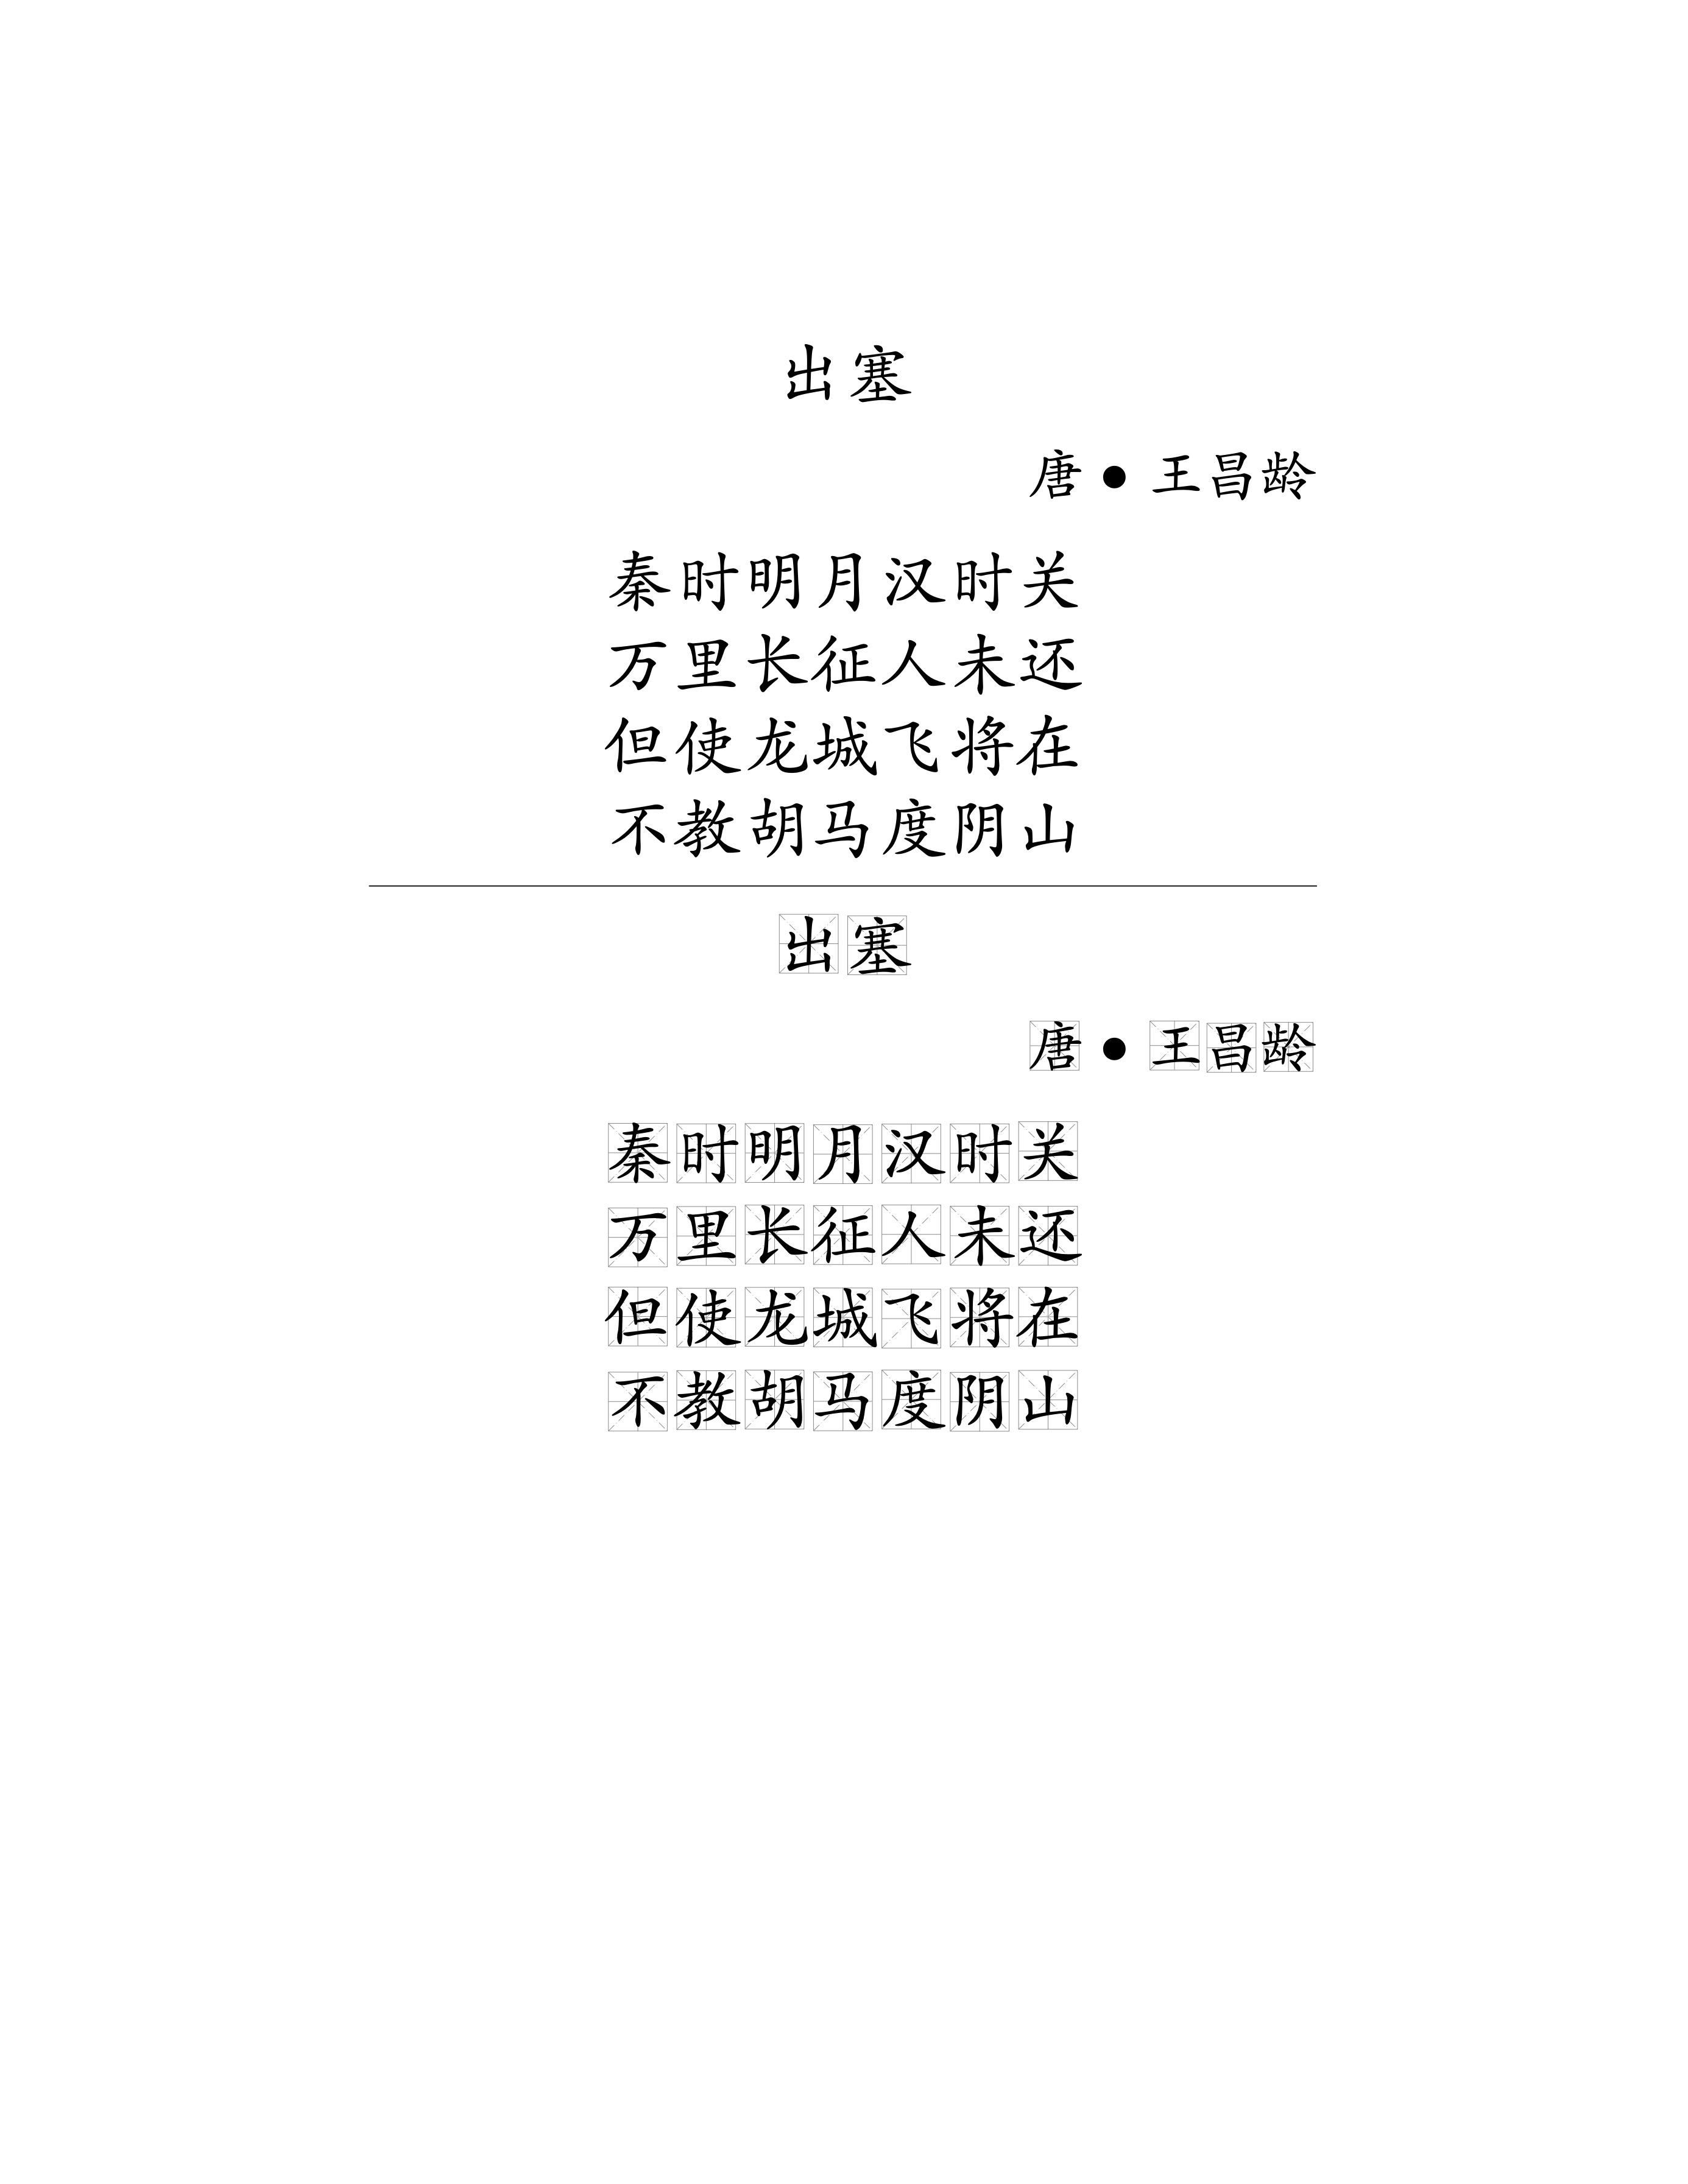 出塞
唐●王昌龄
秦时明月汉时关
万里长征人未还
但使龙城飞将在
不教胡马度阴山
出塞
唐●王昌龄
秦时明月汉时关
万里长征人未还
但使龙城飞将在
不教胡马度阴山